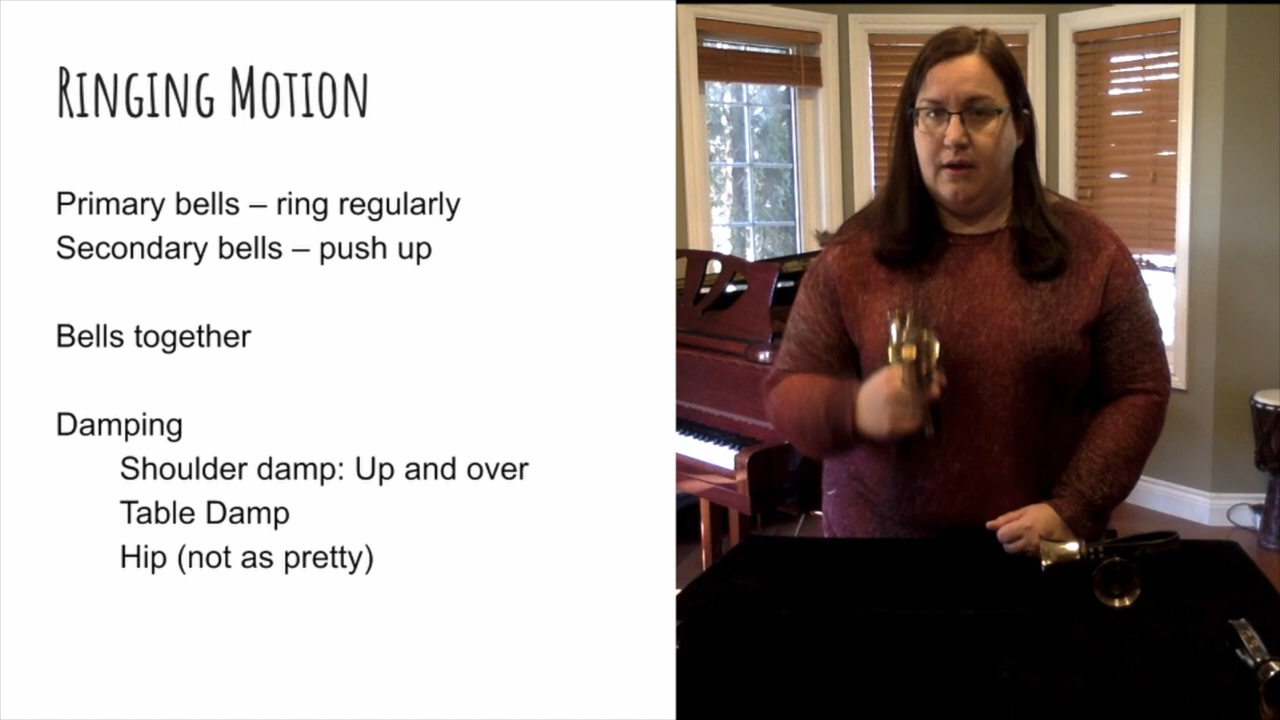 Ringing Motion
Primary bells – ring regularly
Secondary bells – push up
Bells together
Damping
Shoulder damp: Up and over
Table Damp
Hip (not as pretty)